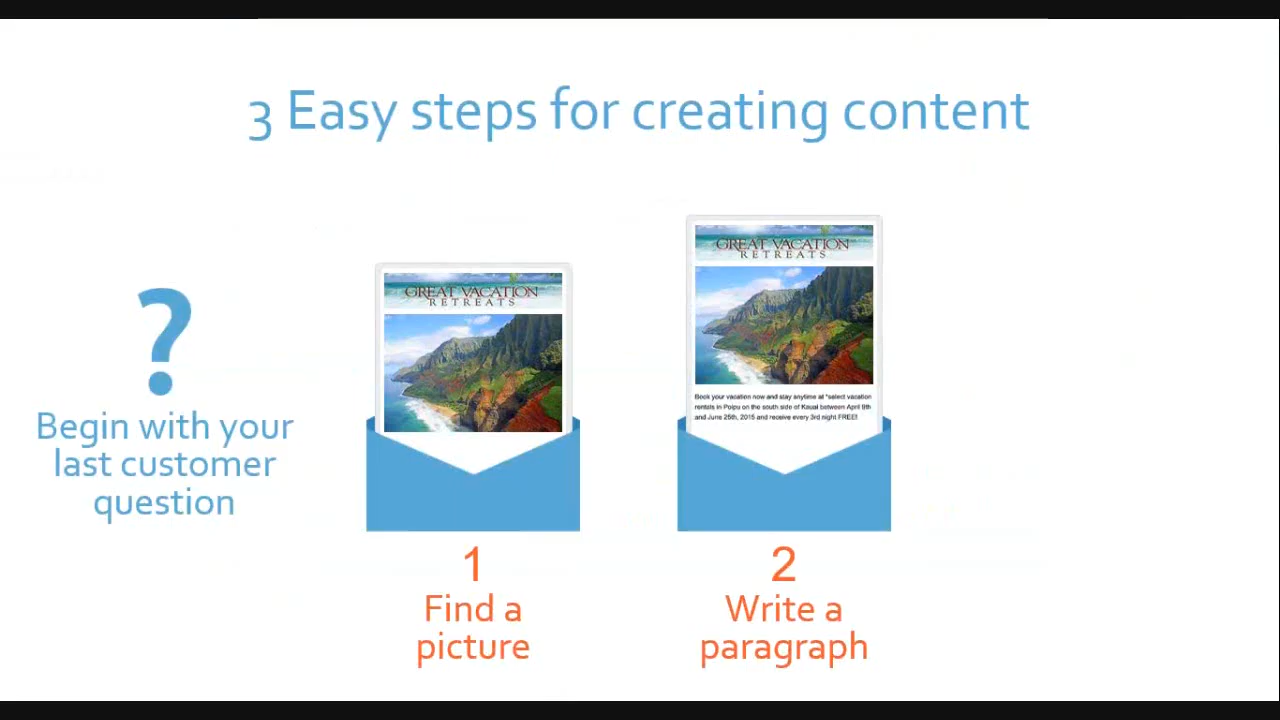 3 Easy steps for creating content
?
Begin with your
last customer
question
GREAT VACATION
RETREATS
1
Find a
picture
GREAT VACATION
RETREATS
Book your vacation now and stay anytime at *select vacation
rentals in Poipu on the south side of Kauai between April 8th
and June 25th, 2015 and receive every 3rd night FREE!
2
Write a
paragraph